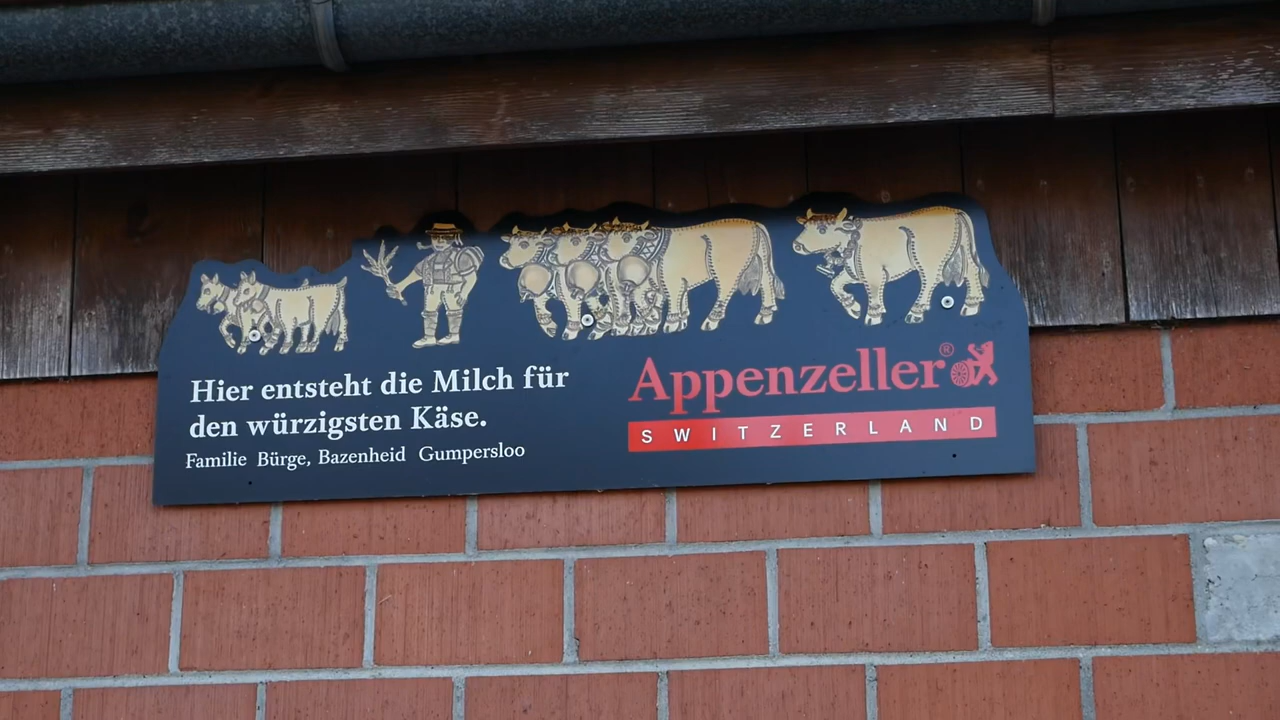 Hier entsteht die Milch für
den würzigsten Käse.
Familie Bürge, Bazenheid Gumpersloo
Appenzeller®
SWITZERLAND